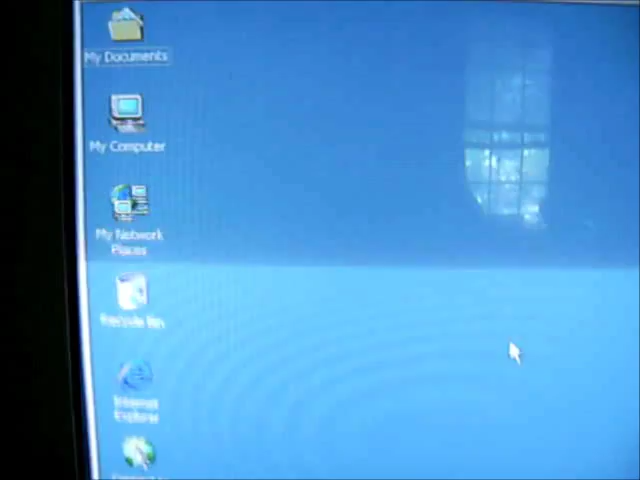 My Documents
My Computer
My Network
Places
Recycle Bin
Internet
Explorer